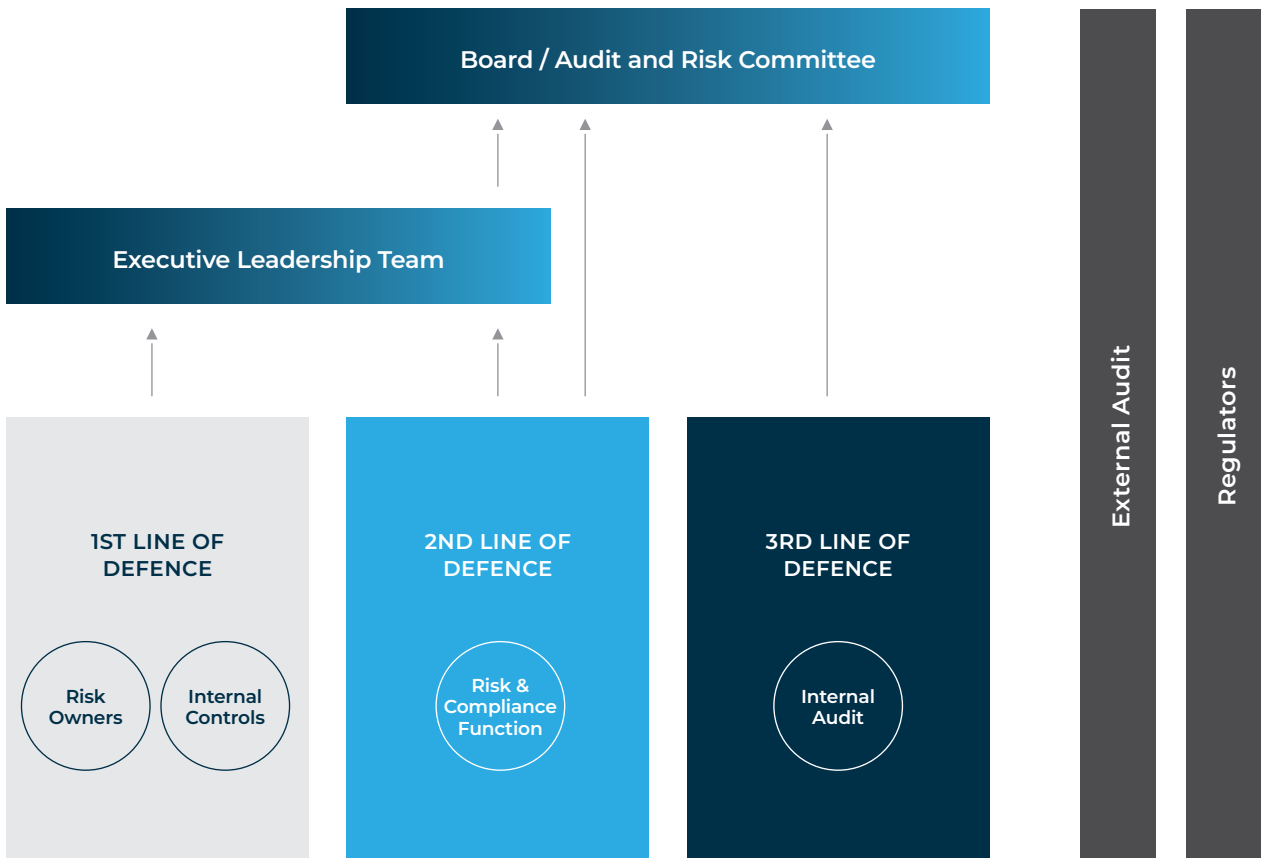 Board / Audit and Risk Committee
Executive Leadership Team
1ST LINE OF
DEFENCE
Risk
Owners
Internal
Controls
2ND LINE OF
DEFENCE
Risk &
Compliance
Function
3RD LINE OF
DEFENCE
Internal
Audit
External Audit
Regulators